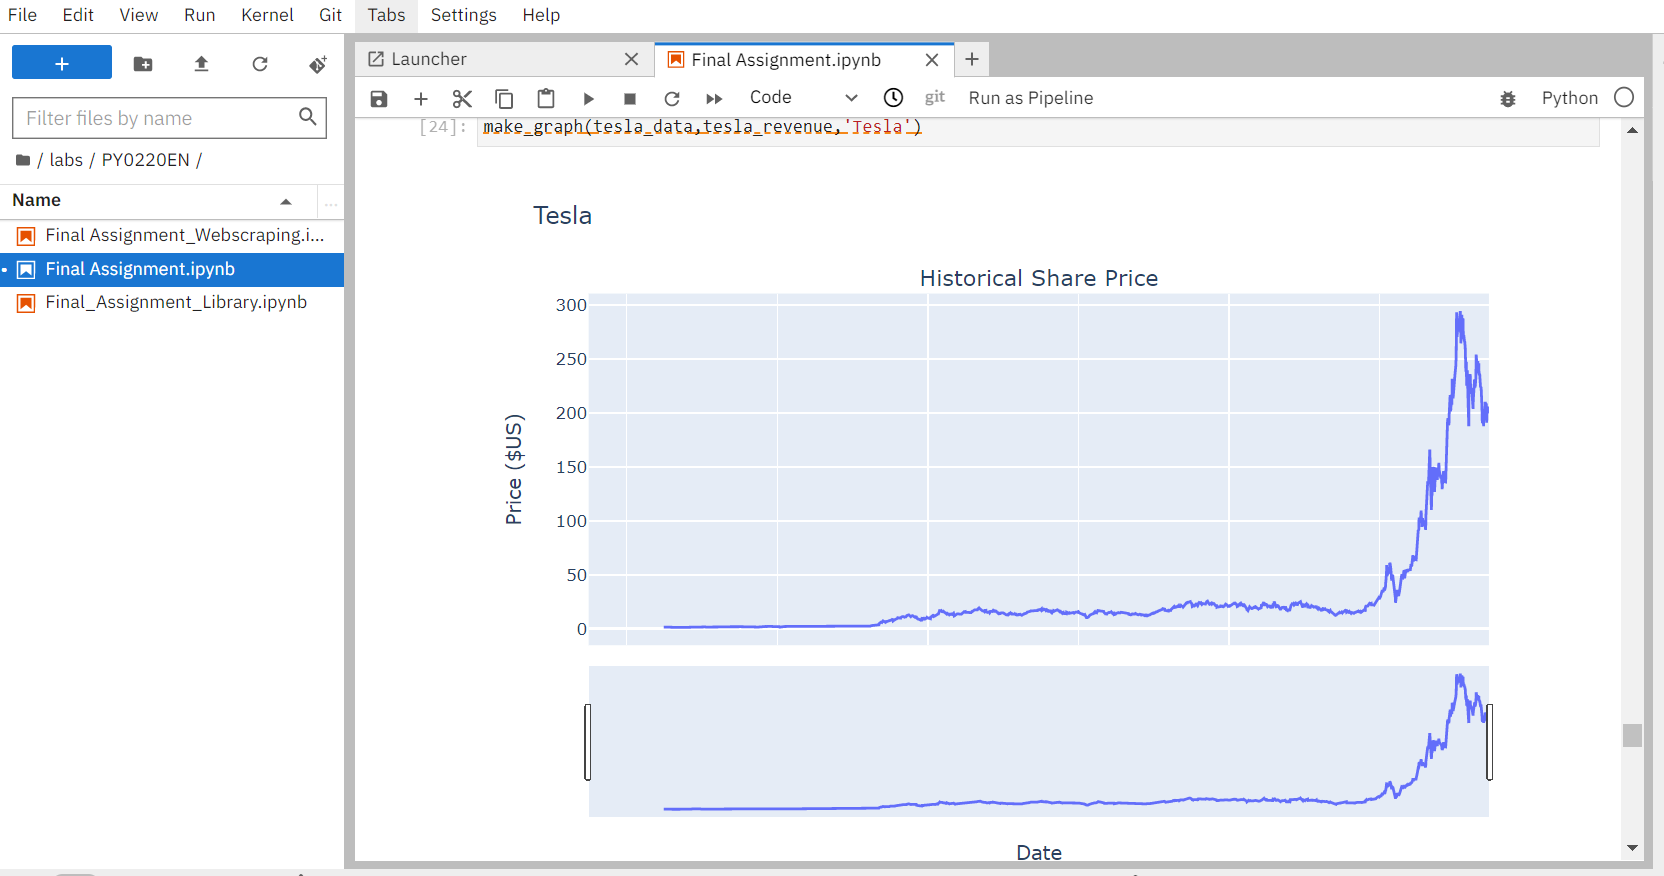 File Edit View Run Kernel Git Tabs Settings Help
+
Filter files by name
/ labs / PY0220EN /
Name ...
Final Assignment_Webscraping.i...
Final Assignment.ipynb
Final_Assignment_Library.ipynb
Launcher
Final Assignment.ipynb
Code git Run as Pipeline Python
[24]: make_graph(tesla_data,tesla_revenue,'Tesla')
Tesla
Historical Share Price
300
250
200
150
100
50
0
Price ($US)
Date